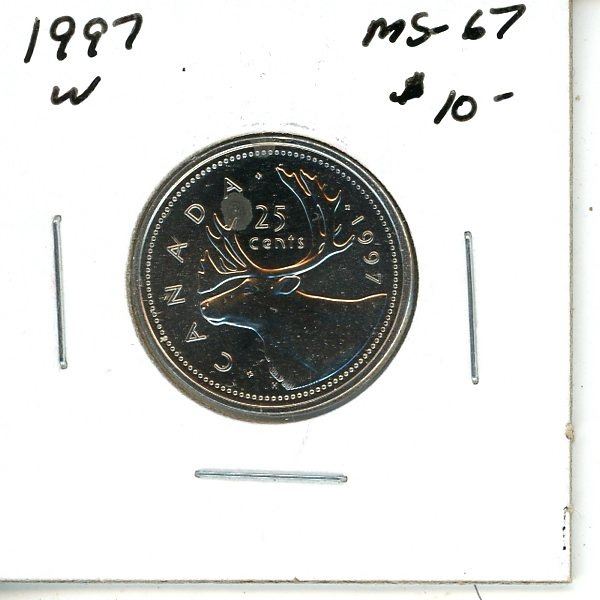 1997 MS-67
W $10-
25
cents
CANADA
1997